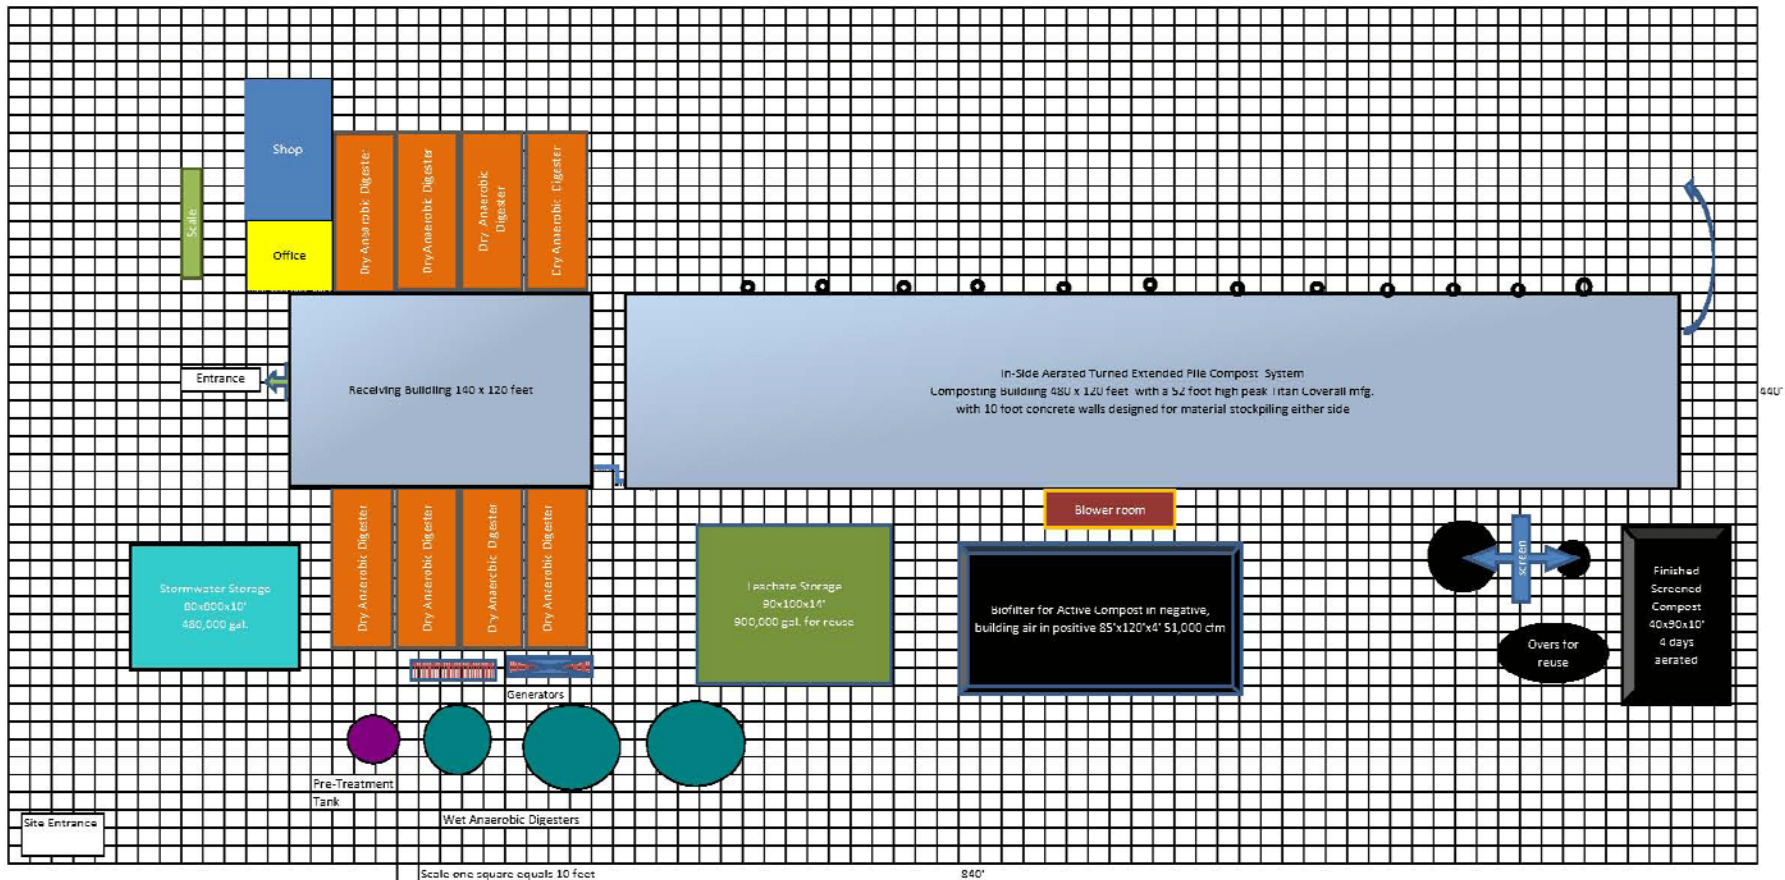 Shop
Scale
Office
Dry Anaerobic Digester
Dry Anaerobic Digester
Dry Anaerobic
Digester
Dry Anaerobic Digester
Entrance
Receiving Buildling 140 x 120 feet
In-Side Aerated Turned Extended Pile Compost System
Composting Building 480 x 120 feet with a 52 foot high peak Titan Coverall mfg.
with 10 foot concrete walls designed for material stockpiling either side
440'
Blower room
Dry Anaerobic Digester
Dry Anaerobic Digester
Dry Anaerobic Digester
Dry Anaerobic Digester
Stormwater Storage
80x800x10'
480,000 gal.
Leachate Storage
90x100x14'
900,000 gal. for reuse
Biofilter for Active Compost in negative,
building air in positive 85'x120'x4' 51,000 cfm
screen
Overs for
reuse
Finished
Screened
Compost
40x90x10'
4 days
aerated
Generators
Pre-Treatment
Tank
Wet Anaerobic Digesters
Site Entrance
Scale one square equals 10 feet
840'